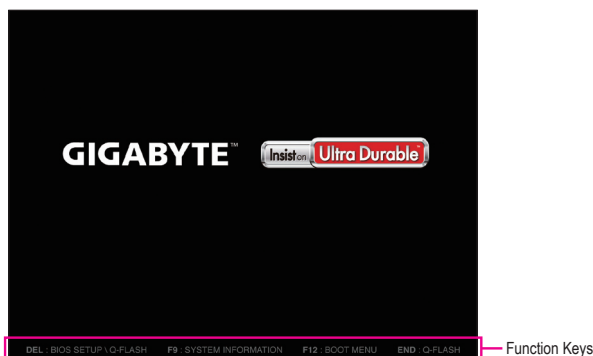 GIGABYTE™
Insist on Ultra Durable™
DEL : BIOS SETUP \ Q-FLASH F9 : SYSTEM INFORMATION F12 : BOOT MENU END : Q-FLASH
Function Keys